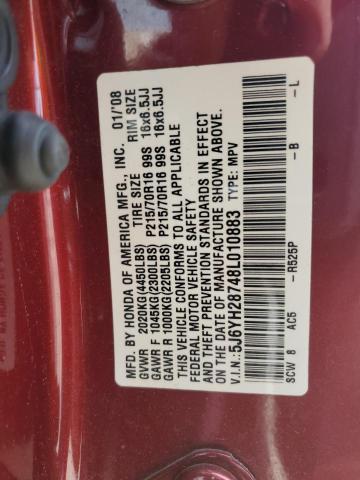 MFD. BY HONDA OF AMERICA MFG., INC. 01/'08
GVWR 2020KG(4450LBS) TIRE SIZE RIM SIZE
GAWR F 1045KG(2300LBS) P215/70R16 99S 16x6.5JJ
GAWR R 1000KG(2205LBS) P215/70R16 99S 16x6.5JJ
THIS VEHICLE CONFORMS TO ALL APPLICABLE
FEDERAL MOTOR VEHICLE SAFETY
AND THEFT PREVENTION STANDARDS IN EFFECT
ON THE DATE OF MANUFACTURE SHOWN ABOVE.
V.I.N.: 5J6YH28748L010883 TYPE: MPV
SCW 8 AC5 -R525P -B -L